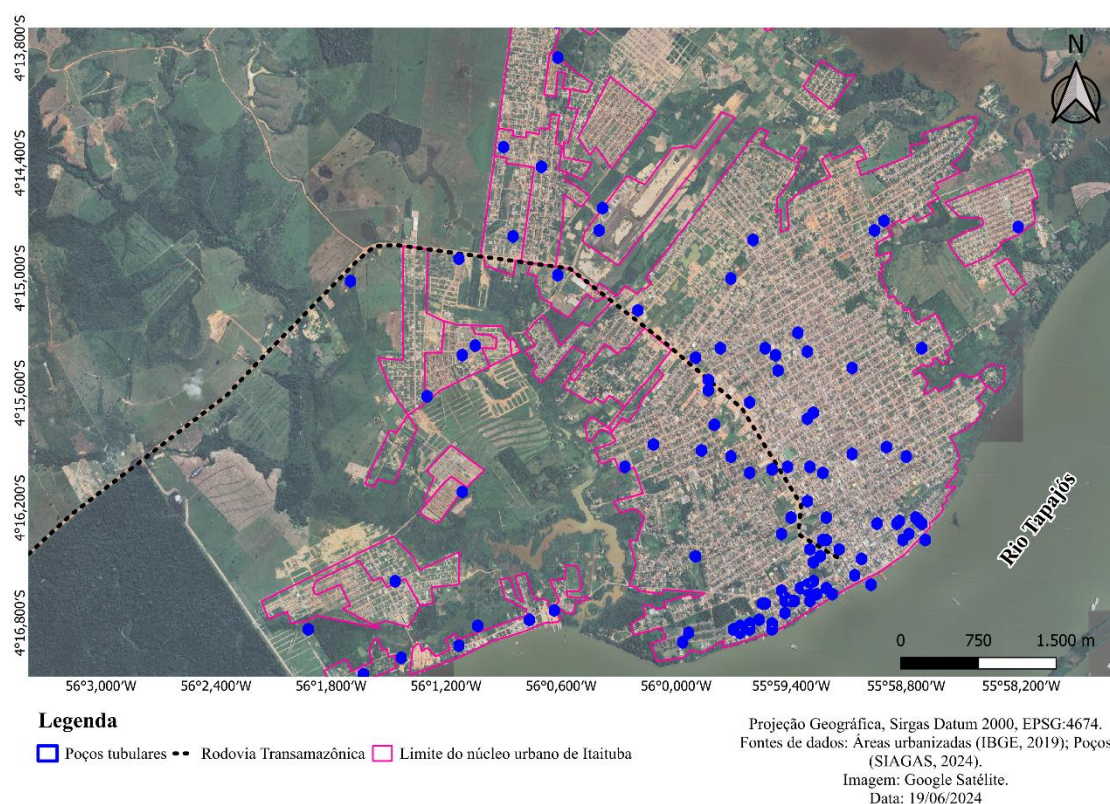 4°13,800'S
4°14,400'S
4°15,000'S
4°15,600'S
4°16,200'S
4°16,800'S
N
Rio Tapajós
0 750 1.500 m
56°3,000'W 56°2,400'W 56°1,800'W 56°1,200'W 56°0,600'W 56°0,000'W 55°59,400'W 55°58,800'W 55°58,200'W
Legenda
Poços tubulares Rodovia Transamazônica Limite do núcleo urbano de Itaituba
Projeção Geográfica, Sirgas Datum 2000, EPSG:4674.
Fontes de dados: Áreas urbanizadas (IBGE, 2019); Poços
(SIAGAS, 2024).
Imagem: Google Satélite.
Data: 19/06/2024